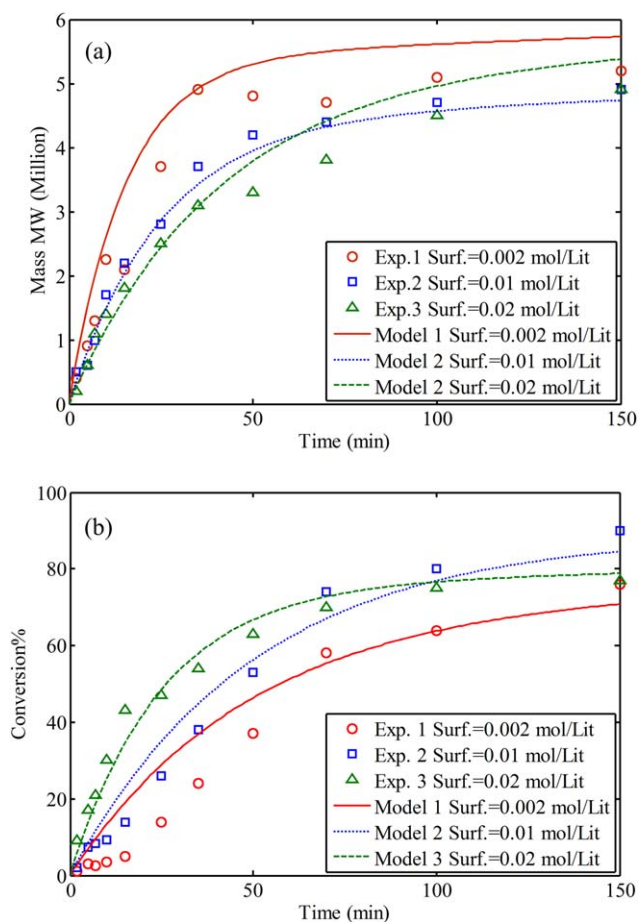 6
(a)
5
4
3
2
1
0
Mass MW (Million)
Exp.1 Surf.=0.002 mol/Lit
Exp.2 Surf.=0.01 mol/Lit
Exp.3 Surf.=0.02 mol/Lit
Model 1 Surf.=0.002 mol/Lit
Model 2 Surf.=0.01 mol/Lit
Model 2 Surf.=0.02 mol/Lit
0 50 100 150
Time (min)
100
(b)
80
60
40
20
0
Conversion%
Exp. 1 Surf.=0.002 mol/Lit
Exp. 2 Surf.=0.01 mol/Lit
Exp. 3 Surf.=0.02 mol/Lit
Model 1 Surf.=0.002 mol/Lit
Model 2 Surf.=0.01 mol/Lit
Model 3 Surf.=0.02 mol/Lit
0 50 100 150
Time (min)